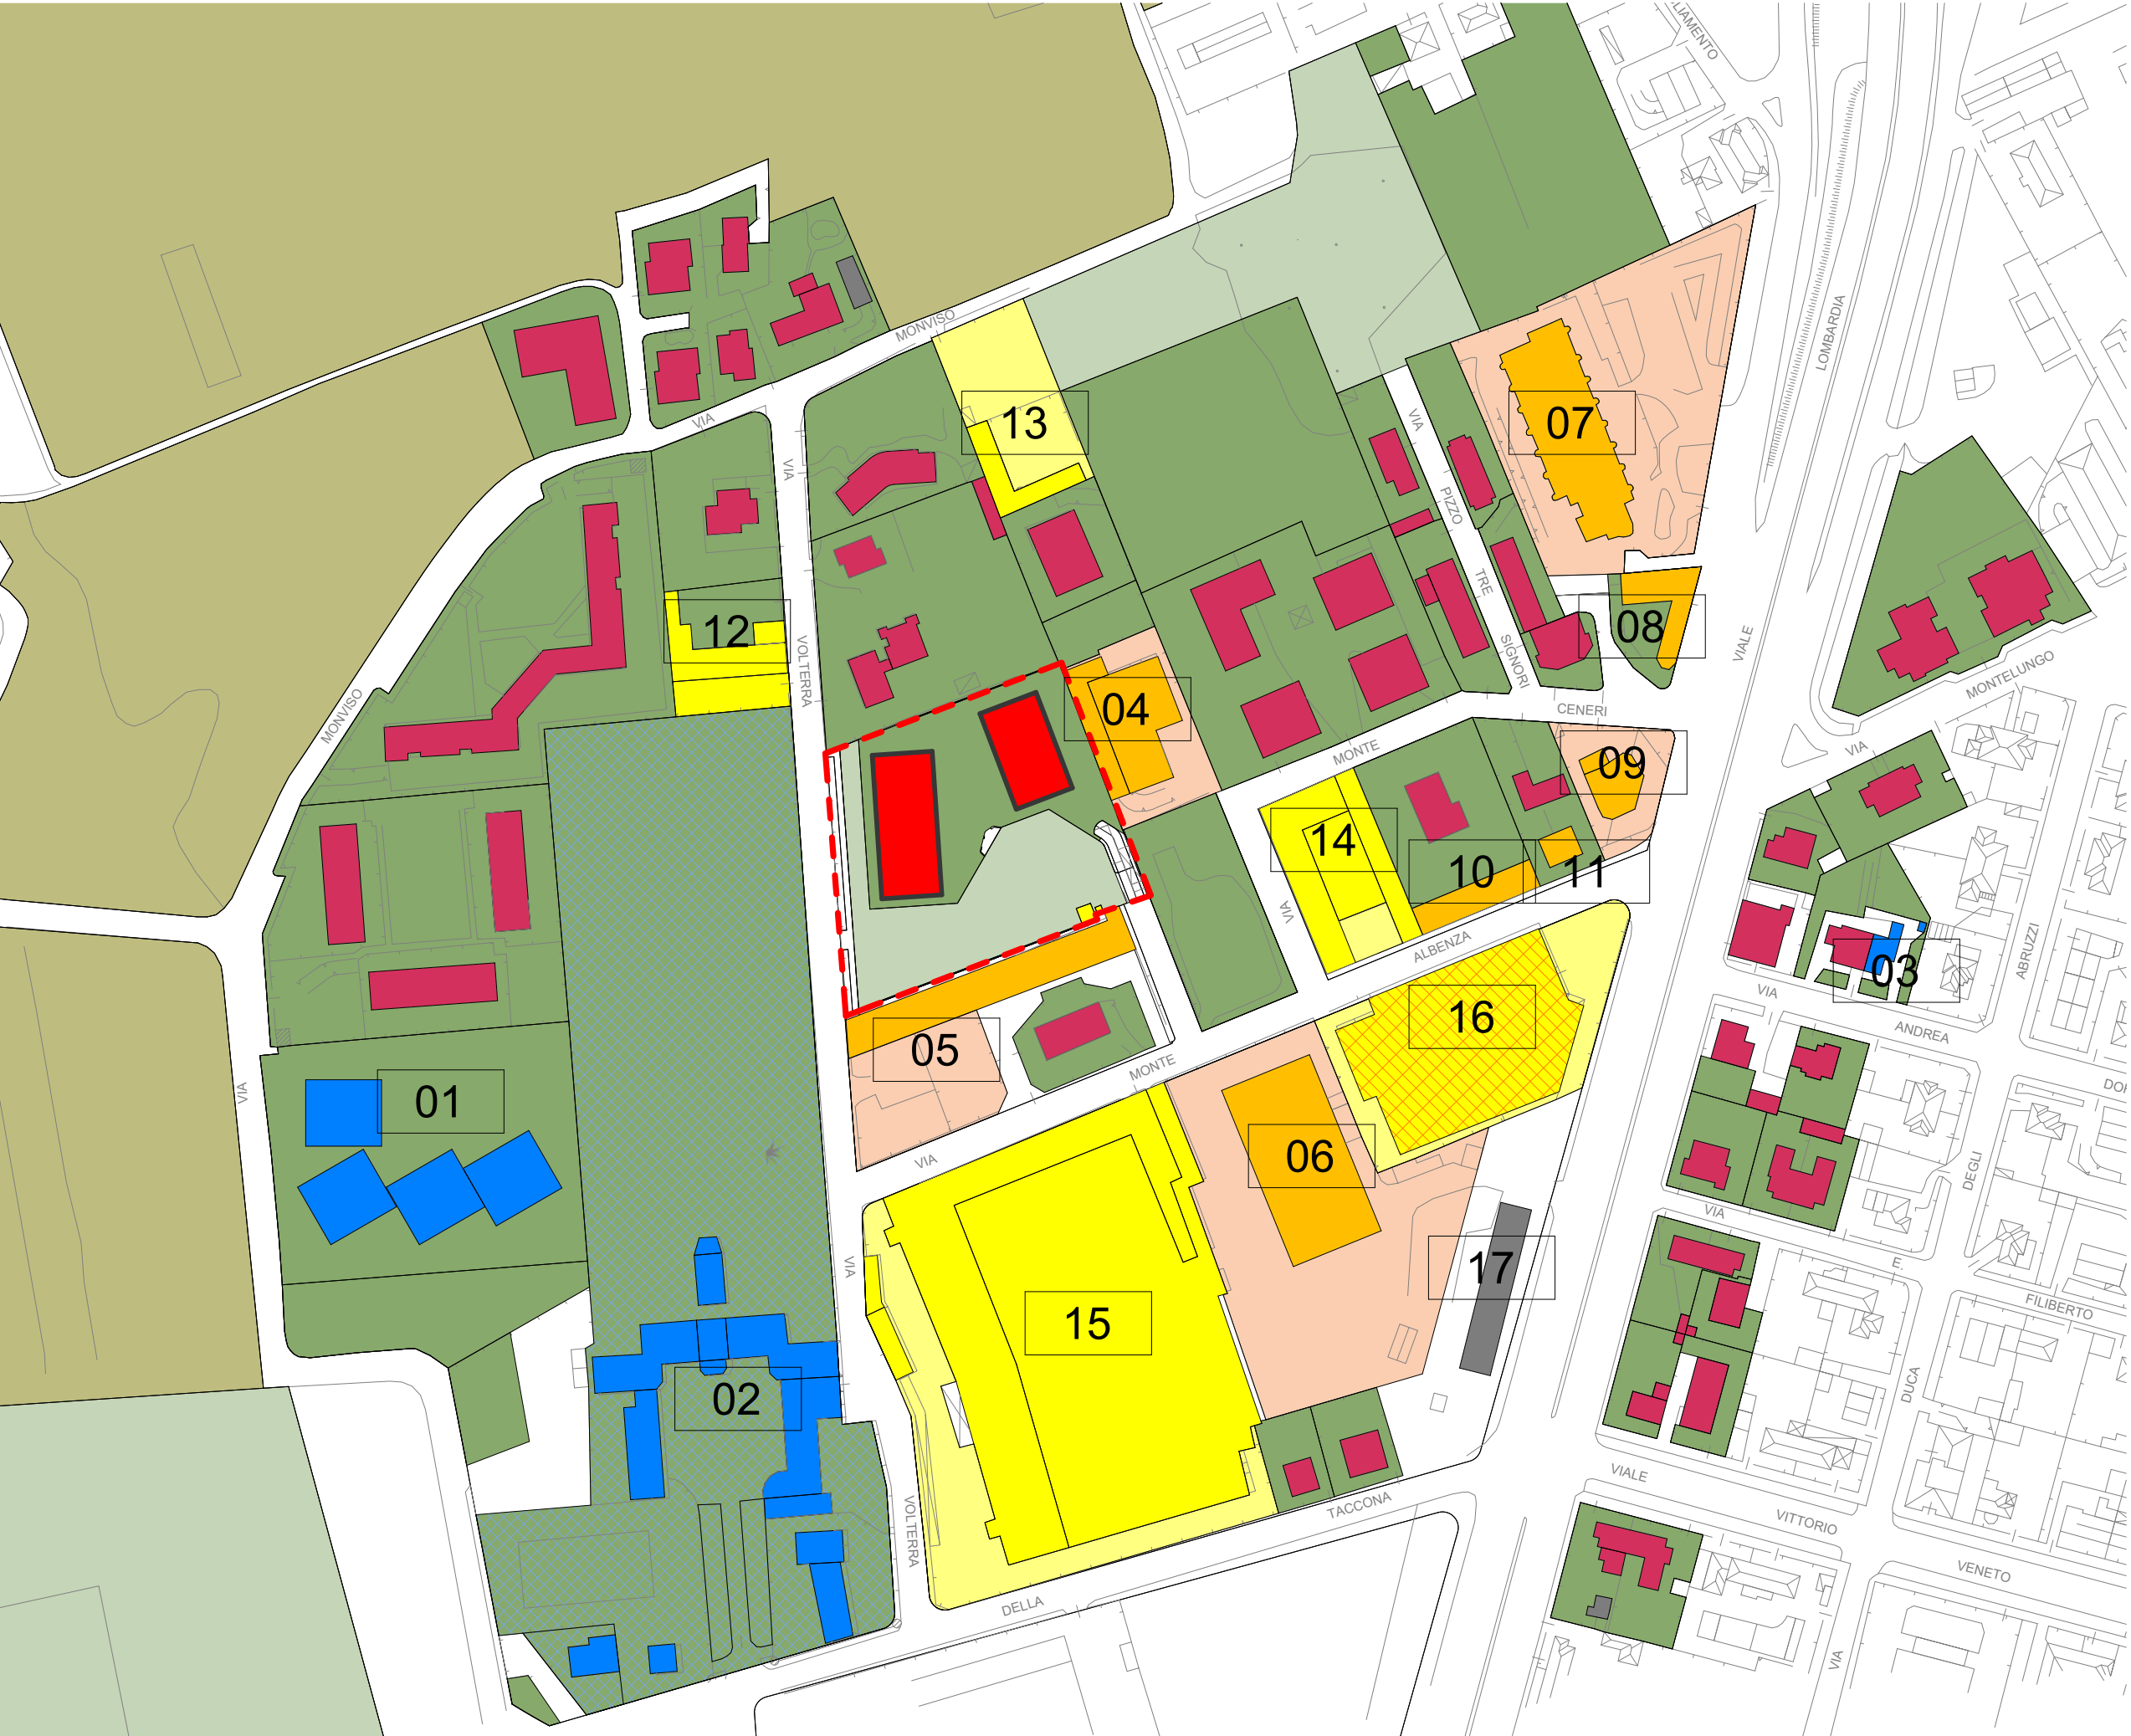 LIAMENTO
LOMBARDIA
MONVISO
VIA
13
07
VIA
VIA
PIZZO
TRE
SIGNORI
12
08
VIALE
VOLTERRA
MONVISO
04
CENERI
MONTELUNGO
MONTE
VIA
09
14
10
11
VIA
ALBENZA
ABRUZZI
03
VIA
16
ANDREA
05
MONTE
DOR
VIA
01
VIA
06
DEGLI
VIA
VIA
17
E.
FILIBERTO
15
02
DUCA
VIALE
VITTORIO
TACCONA
VOLTERRA
VENETO
DELLA
VIA